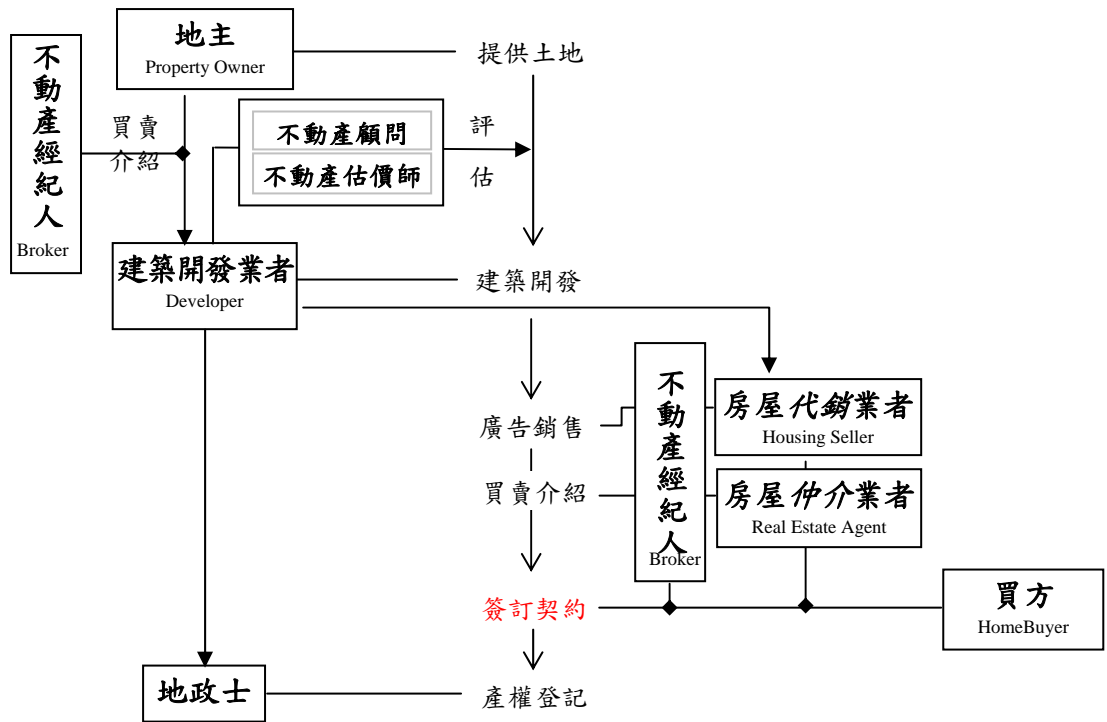 地主
Property Owner
提供土地
不動產經紀人
Broker
買賣
介紹
不動產顧問
不動產估價師
評
估
建築開發業者
Developer
建築開發
不動產經紀人
Broker
房屋代銷業者
Housing Seller
廣告銷售
房屋仲介業者
Real Estate Agent
買賣介紹
簽訂契約
買方
HomeBuyer
地政士
產權登記